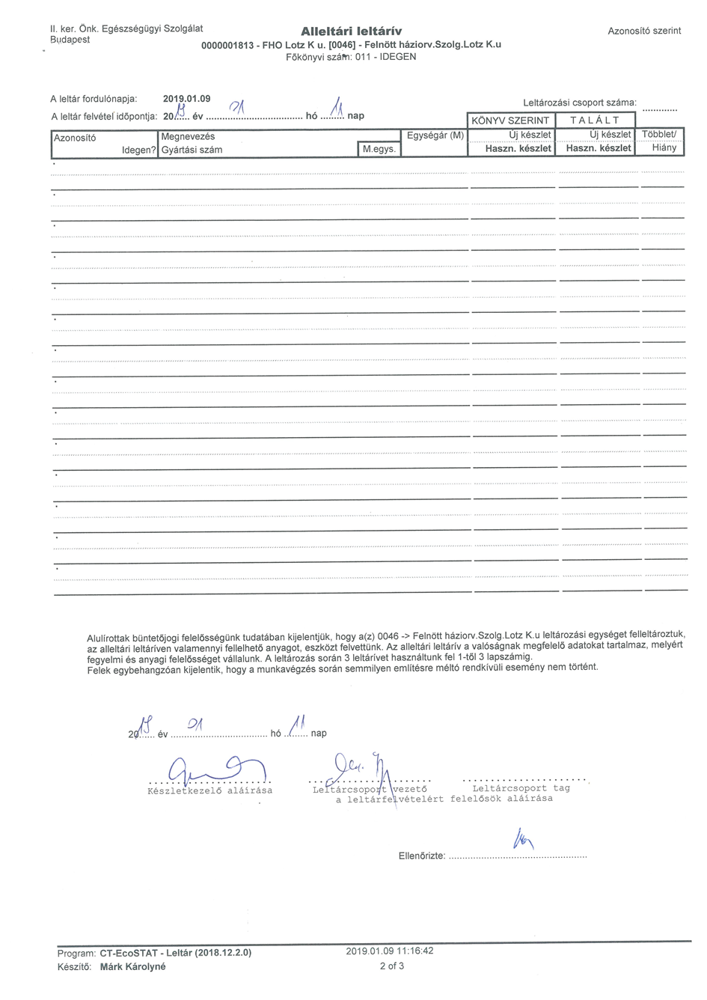 II. ker. Önk. Egészségügyi Szolgálat
Budapest
Alleltári leltárív
Azonosító szerint
0000001813 - FHO Lotz K u. [0046] - Felnött háziorv.Szolg.Lotz K.u
Főkönyvi szám: 011 - IDEGEN
A leltár fordulónapja: 2019.01.09
Leltározási csoport száma: .............
A leltár felvétel időpontja: 2019 év 01 hó 11 nap
KÖNYV SZERINT T A L Á L T
Azonosító Megnevezés Egységár (M) Új készlet Új készlet Többlet/
Idegen? Gyártási szám M.egys. Haszn. készlet Haszn. készlet Hiány
Alulírottak büntetőjogi felelősségünk tudatában kijelentjük, hogy a(z) 0046 -> Felnött háziorv.Szolg.Lotz K.u leltározási egységet felleltároztuk,
az alleltári leltáríven valamennyi fellelhető anyagot, eszközt felvettünk. Az alleltári leltárív a valóságnak megfelelő adatokat tartalmaz, melyért
fegyelmi és anyagi felelősséget vállalunk. A leltározás során 3 leltárívet használtunk fel 1-től 3 lapszámig.
Felek egybehangzóan kijelentik, hogy a munkavégzés során semmilyen említésre méltó rendkívüli esemény nem történt.
2019 év 01 hó 11 nap
Készletkezelő aláírása Leltárcsoport vezető Leltárcsoport tag
a leltárfelvételért felelősök aláírása
Ellenőrizte:
Program: CT-EcoSTAT - Leltár (2018.12.2.0) 2019.01.09 11:16:42
Készítő: Márk Károlyné 2 of 3